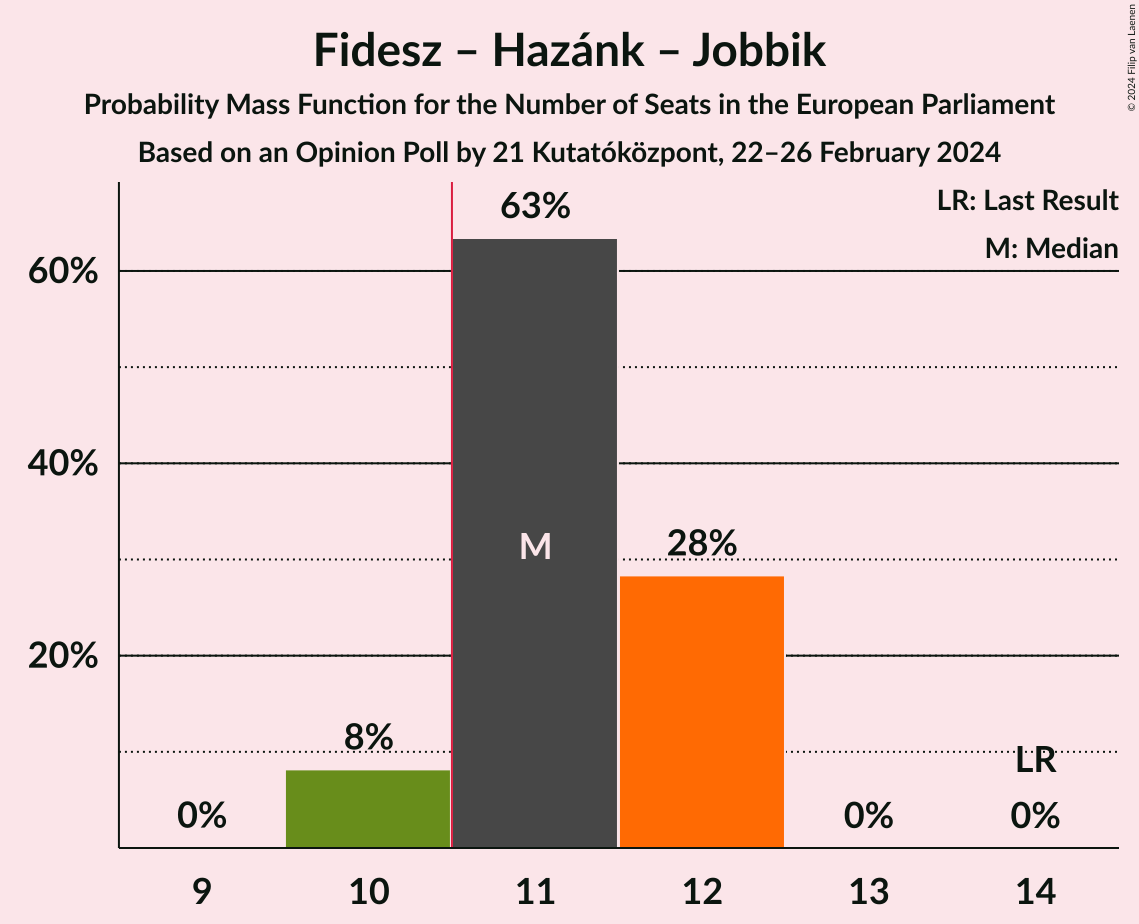 Fidesz – Hazánk – Jobbik
Probability Mass Function for the Number of Seats in the European Parliament
Based on an Opinion Poll by 21 Kutatóközpont, 22–26 February 2024
© 2024 Filip van Laenen
LR: Last Result
M: Median
63%
60%
40%
M
28%
20%
8%
LR
0%
0%
0%
9
10
11
12
13
14